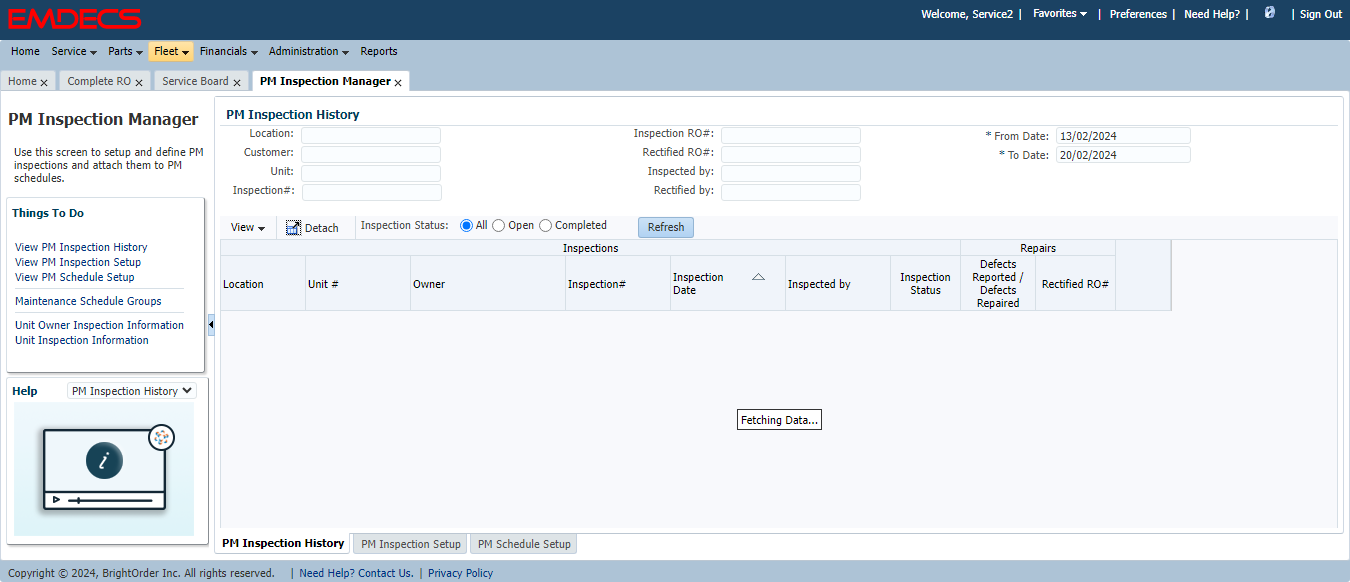 EMDECS
Welcome, Service2 | Favorites | Preferences | Need Help? | | Sign Out
Home Service Parts Fleet Financials Administration Reports
Home x Complete RO x Service Board x PM Inspection Manager x
PM Inspection Manager
Use this screen to setup and define PM
inspections and attach them to PM
schedules.
Things To Do
View PM Inspection History
View PM Inspection Setup
View PM Schedule Setup
Maintenance Schedule Groups
Unit Owner Inspection Information
Unit Inspection Information
Help PM Inspection History
i
PM Inspection History
Location: Inspection RO#: * From Date: 13/02/2024
Customer: Rectified RO#: * To Date: 20/02/2024
Unit: Inspected by:
Inspection#: Rectified by:
View Detach Inspection Status: All Open Completed Refresh
Inspections Repairs
Location Unit # Owner Inspection# Inspection
Date Inspected by Inspection
Status Defects
Reported /
Defects
Repaired Rectified RO#
Fetching Data...
PM Inspection History PM Inspection Setup PM Schedule Setup
Copyright © 2024, BrightOrder Inc. All rights reserved. | Need Help? Contact Us. | Privacy Policy